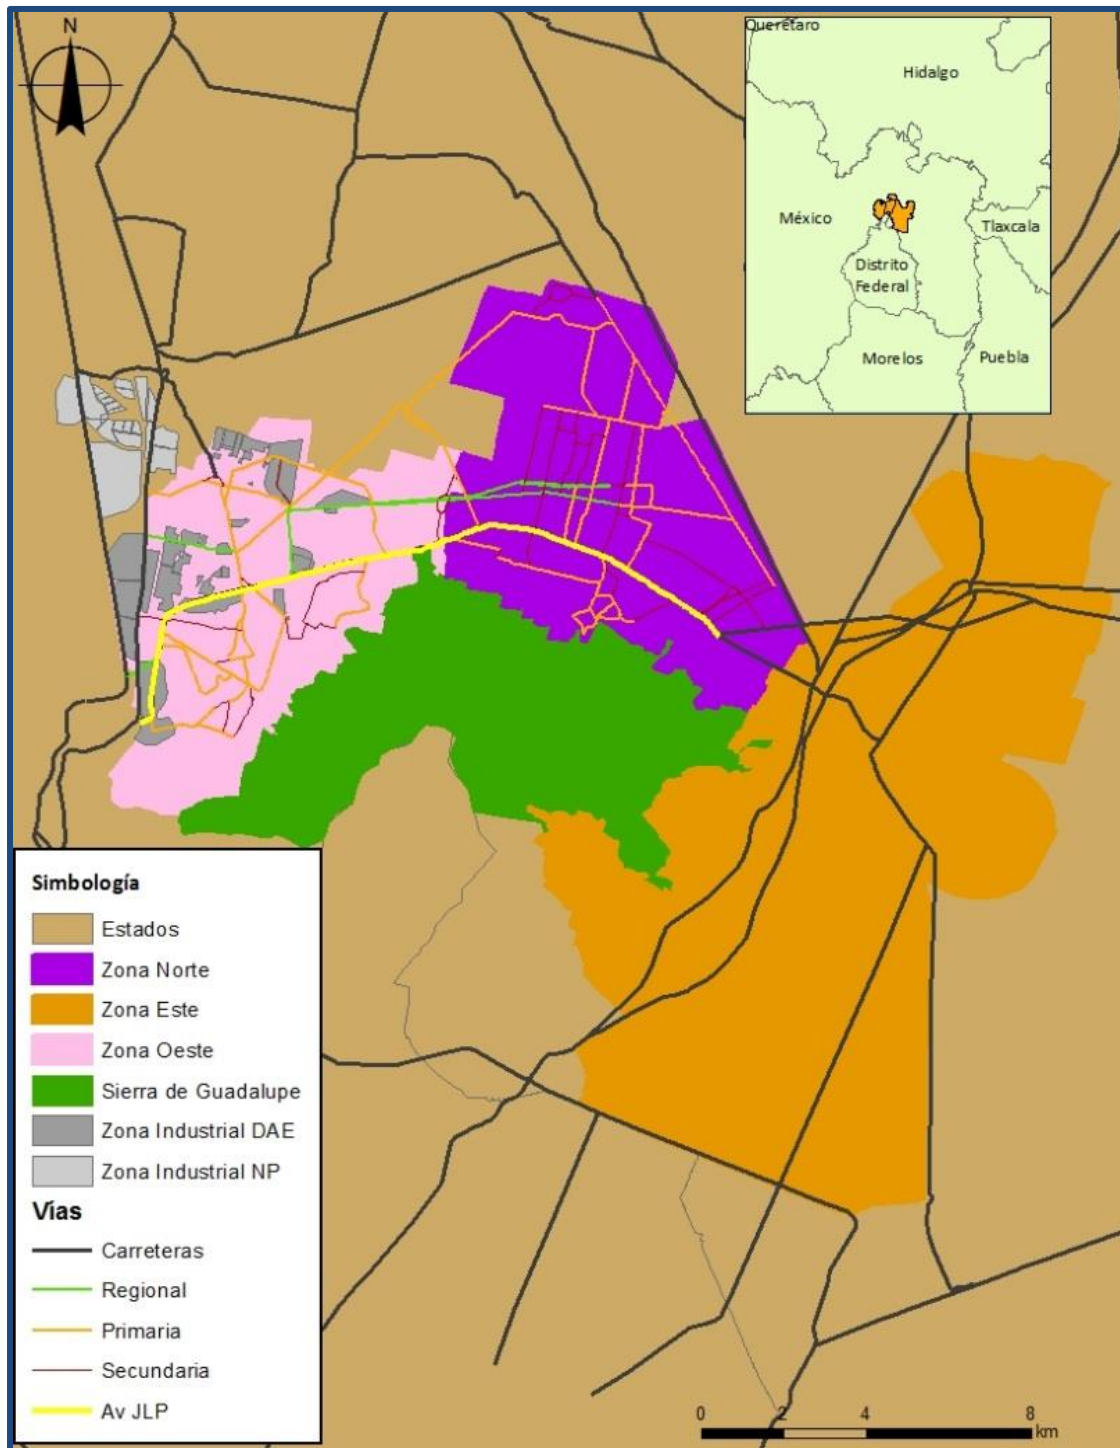 N
Querétaro
Hidalgo
México
Tlaxcala
Distrito
Federal
Morelos
Puebla
Simbología
Estados
Zona Norte
Zona Este
Zona Oeste
Sierra de Guadalupe
Zona Industrial DAE
Zona Industrial NP
Vías
Carreteras
Regional
Primaria
Secundaria
Av JLP
0 2 4 8
km